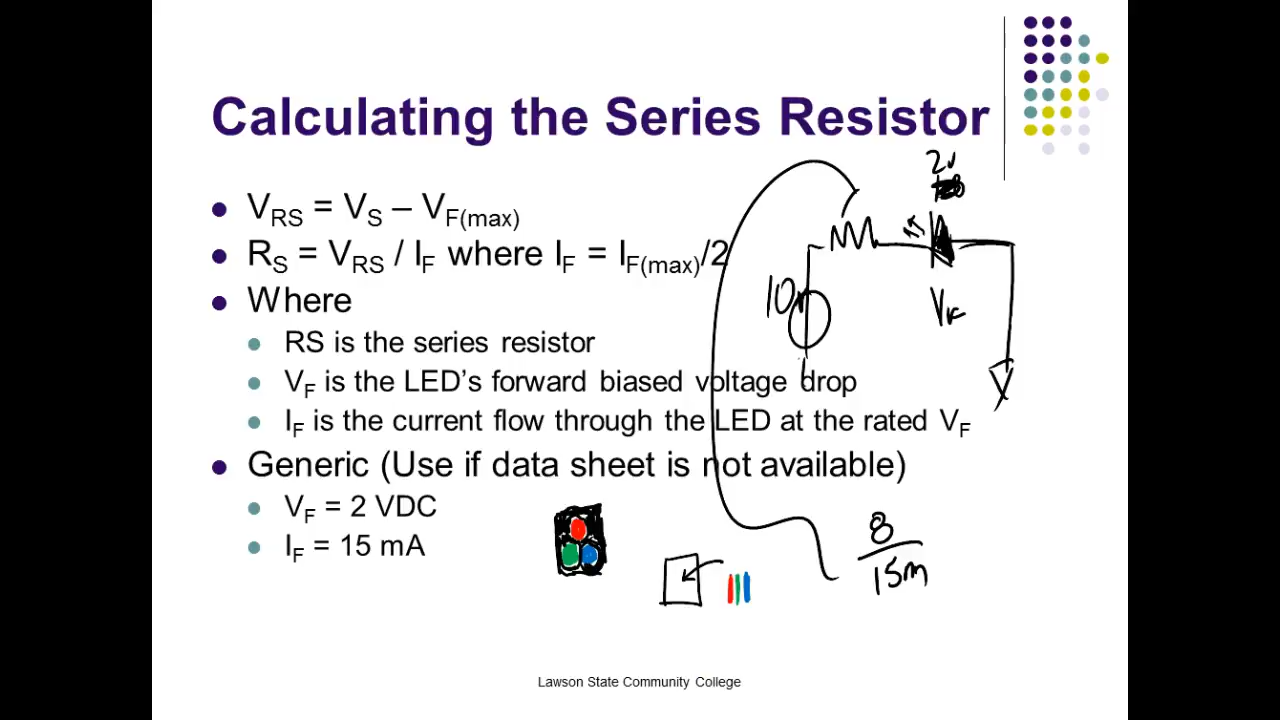 Calculating the Series Resistor
V_RS = V_S – V_F(max)
R_S = V_RS / I_F where I_F = I_F(max)/2
Where
RS is the series resistor
V_F is the LED's forward biased voltage drop
I_F is the current flow through the LED at the rated V_F
Generic (Use if data sheet is not available)
V_F = 2 VDC
I_F = 15 mA
2v
10v
V_F
8
15m
Lawson State Community College